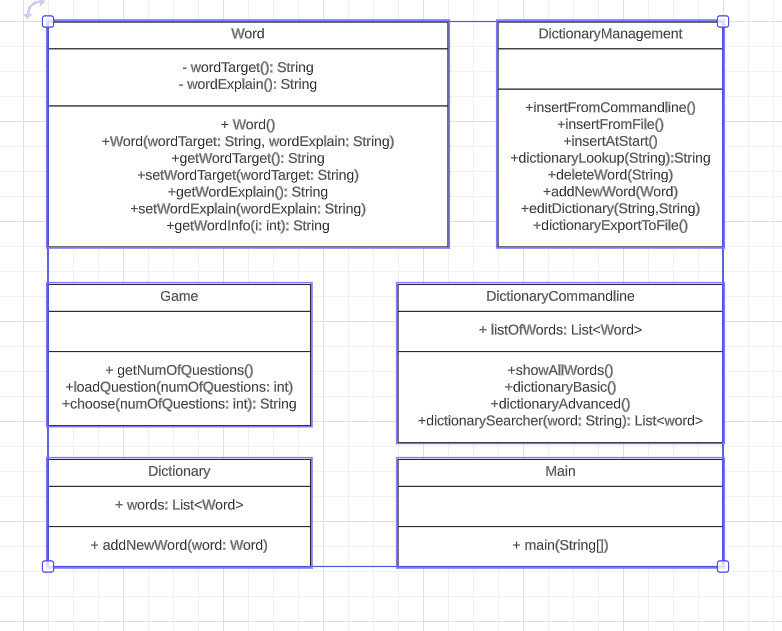 Word
- wordTarget(): String
- wordExplain(): String
+ Word()
+Word(wordTarget: String, wordExplain: String)
+getWordTarget(): String
+setWordTarget(wordTarget: String)
+getWordExplain(): String
+setWordExplain(wordExplain: String)
+getWordInfo(i: int): String
DictionaryManagement
+insertFromCommandline()
+insertFromFile()
+insertAtStart()
+dictionaryLookup(String):String
+deleteWord(String)
+addNewWord(Word)
+editDictionary(String,String)
+dictionaryExportToFile()
Game
+ getNumOfQuestions()
+loadQuestion(numOfQuestions: int)
+choose(numOfQuestions: int): String
DictionaryCommandline
+ listOfWords: List<Word>
+showAllWords()
+dictionaryBasic()
+dictionaryAdvanced()
+dictionarySearcher(word: String): List<word>
Dictionary
+ words: List<Word>
+ addNewWord(word: Word)
Main
+ main(String[])